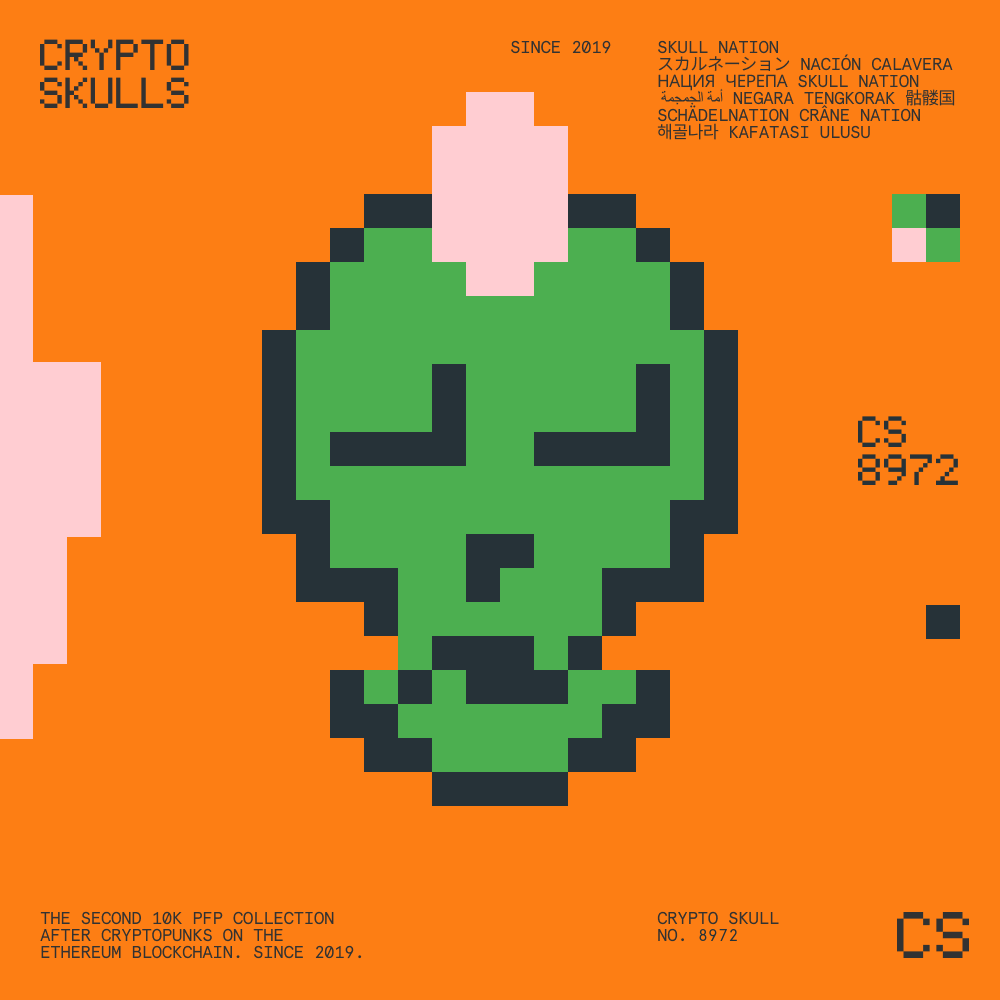 CRYPTO
SKULLS
SINCE 2019
SKULL NATION
スカルネーション NACIÓN CALAVERA
НАЦИЯ ЧЕРЕПА SKULL NATION
أمة الجمجمة NEGARA TENGKORAK 骷髅国
SCHÄDELNATION CRÂNE NATION
해골나라 KAFATASI ULUSU
CS
8972
THE SECOND 10K PFP COLLECTION
AFTER CRYPTOPUNKS ON THE
ETHEREUM BLOCKCHAIN. SINCE 2019.
CRYPTO SKULL
NO. 8972
CS